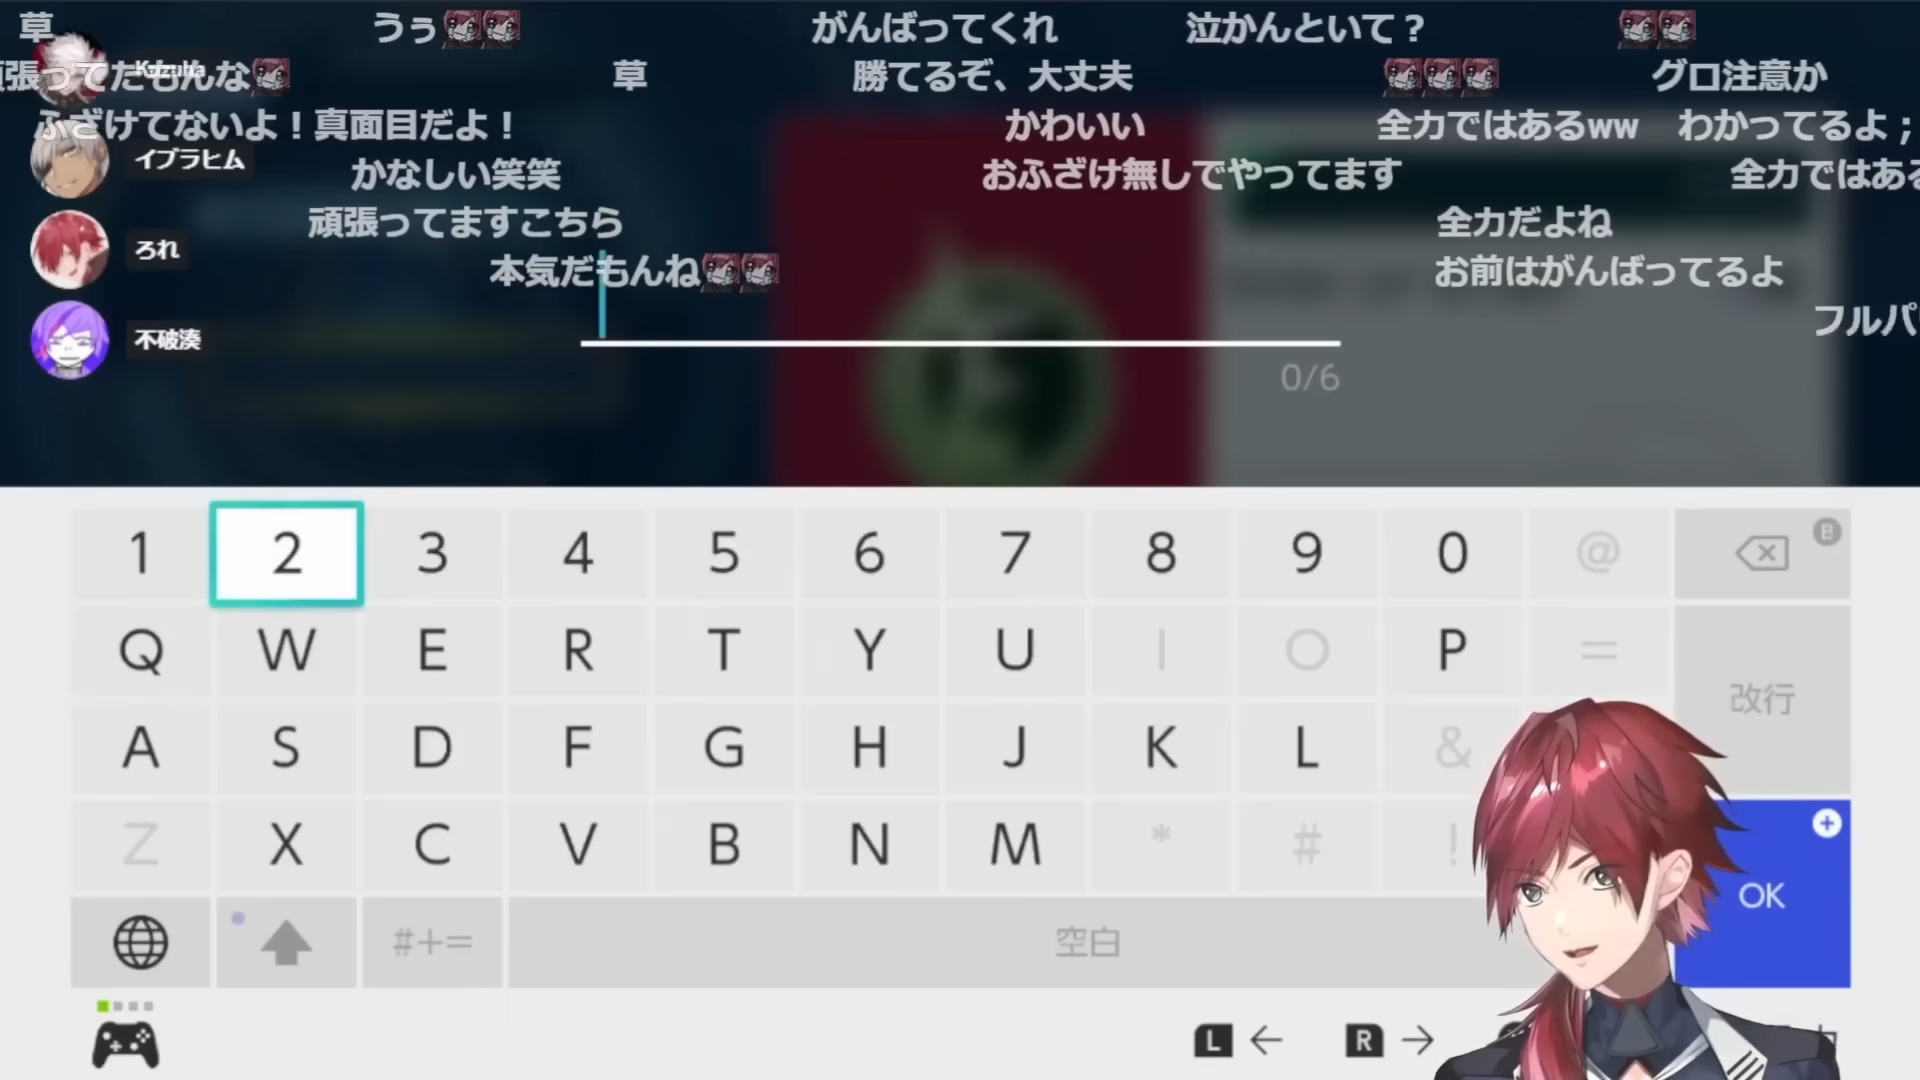 草
うぅ
がんばってくれ
泣かんといて？
張ってたもんな
Kuzuha
草
勝てるぞ、大丈夫
グロ注意か
ふざけてないよ！真面目だよ！
かわいい
全力ではあるww
わかってるよ；
イブラヒム
かなしい笑笑
おふざけ無しでやってます
全力ではある
頑張ってますこちら
全力だよね
ろれ
本気だもんね
お前はがんばってるよ
フルパ
不破湊
0/6
1 2 3 4 5 6 7 8 9 0 @ B
Q W E R T Y U I O P =
改行
A S D F G H J K L &
Z X C V B N M * # !
OK
#+= 空白
L ← R →